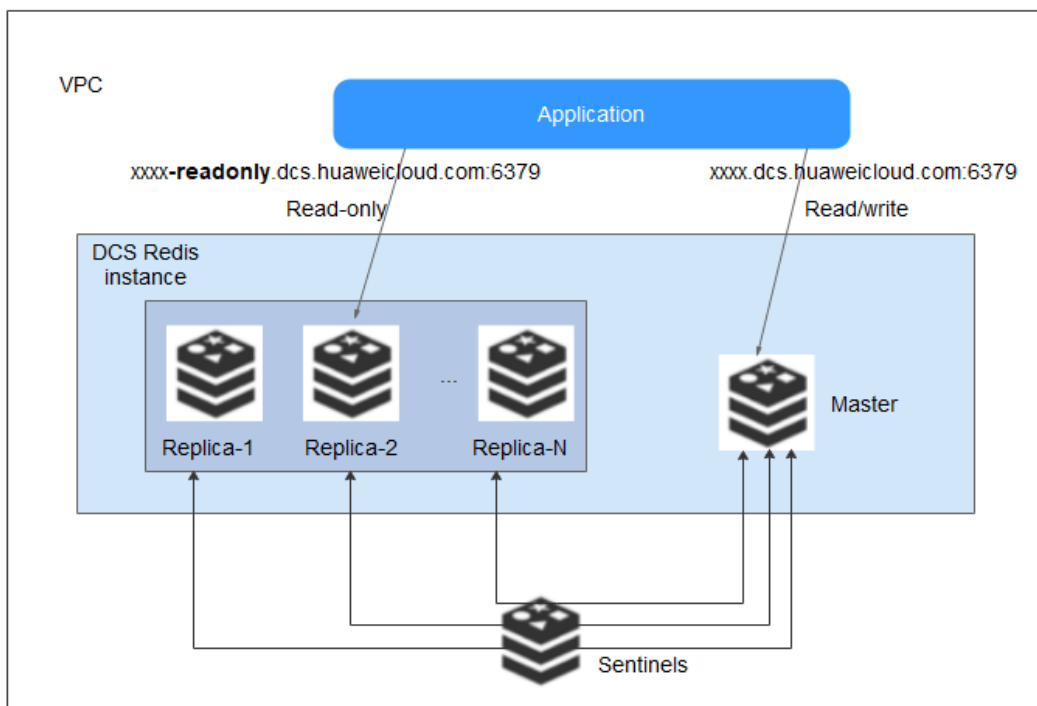 VPC
Application
xxxx-readonly.dcs.huaweicloud.com:6379
xxxx.dcs.huaweicloud.com:6379
Read-only
Read/write
DCS Redis
instance
...
Master
Replica-1
Replica-2
Replica-N
Sentinels